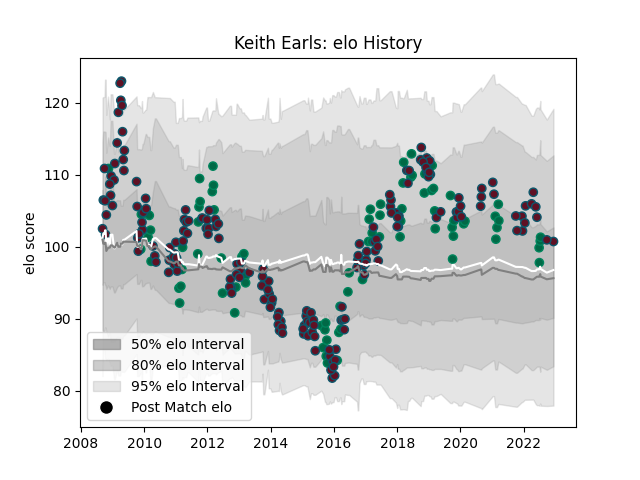 Keith Earls: elo History
elo score
120
110
100
90
80
50% elo Interval
80% elo Interval
95% elo Interval
Post Match elo
2008 2010 2012 2014 2016 2018 2020 2022